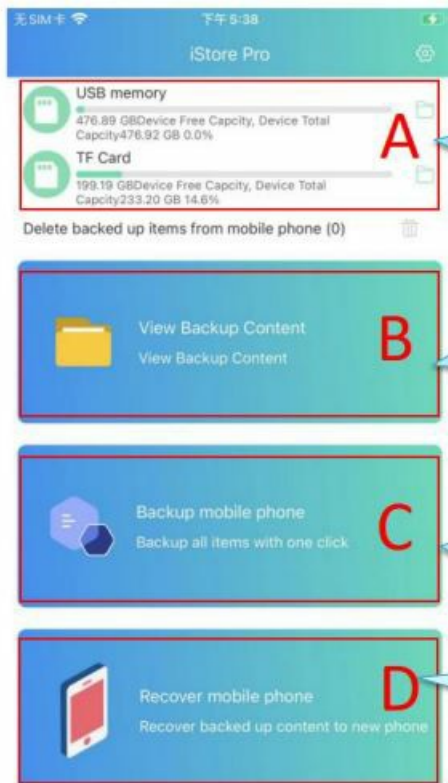 无SIM卡 下午5:38
iStore Pro
USB memory
476.89 GBDevice Free Capcity, Device Total
Capcity476.92 GB 0.0%
A
TF Card
199.19 GBDevice Free Capcity, Device Total
Capcity233.20 GB 14.6%
Delete backed up items from mobile phone (0)
View Backup Content
View Backup Content
B
Backup mobile phone
Backup all items with one click
C
Recover mobile phone
Recover backed up content to new phone
D